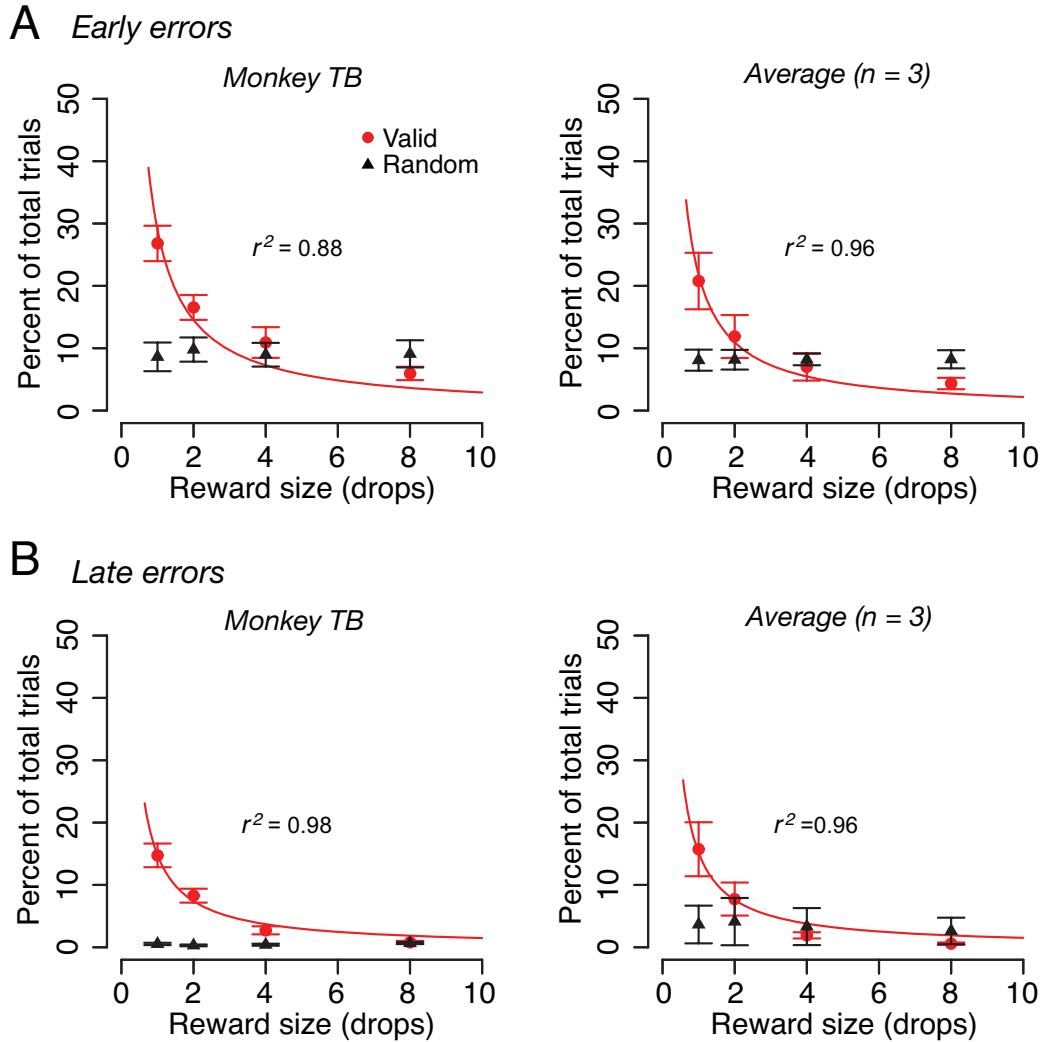 A Early errors
Monkey TB
Percent of total trials
50
40
30
20
10
0
Valid
Random
r² = 0.88
0 2 4 6 8 10
Reward size (drops)
Average (n = 3)
Percent of total trials
50
40
30
20
10
0
r² = 0.96
0 2 4 6 8 10
Reward size (drops)
B Late errors
Monkey TB
Percent of total trials
50
40
30
20
10
0
r² = 0.98
0 2 4 6 8 10
Reward size (drops)
Average (n = 3)
Percent of total trials
50
40
30
20
10
0
r² =0.96
0 2 4 6 8 10
Reward size (drops)